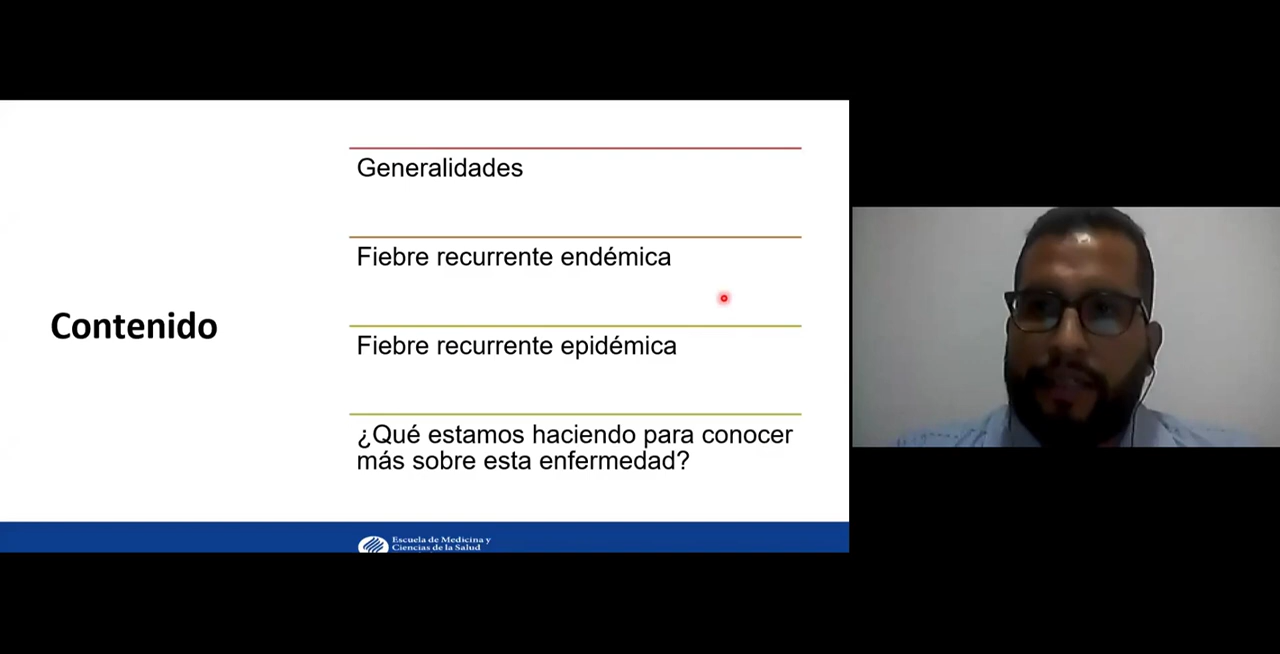 Contenido
Generalidades
Fiebre recurrente endémica
Fiebre recurrente epidémica
¿Qué estamos haciendo para conocer
más sobre esta enfermedad?
Escuela de Medicina y
Ciencias de la Salud